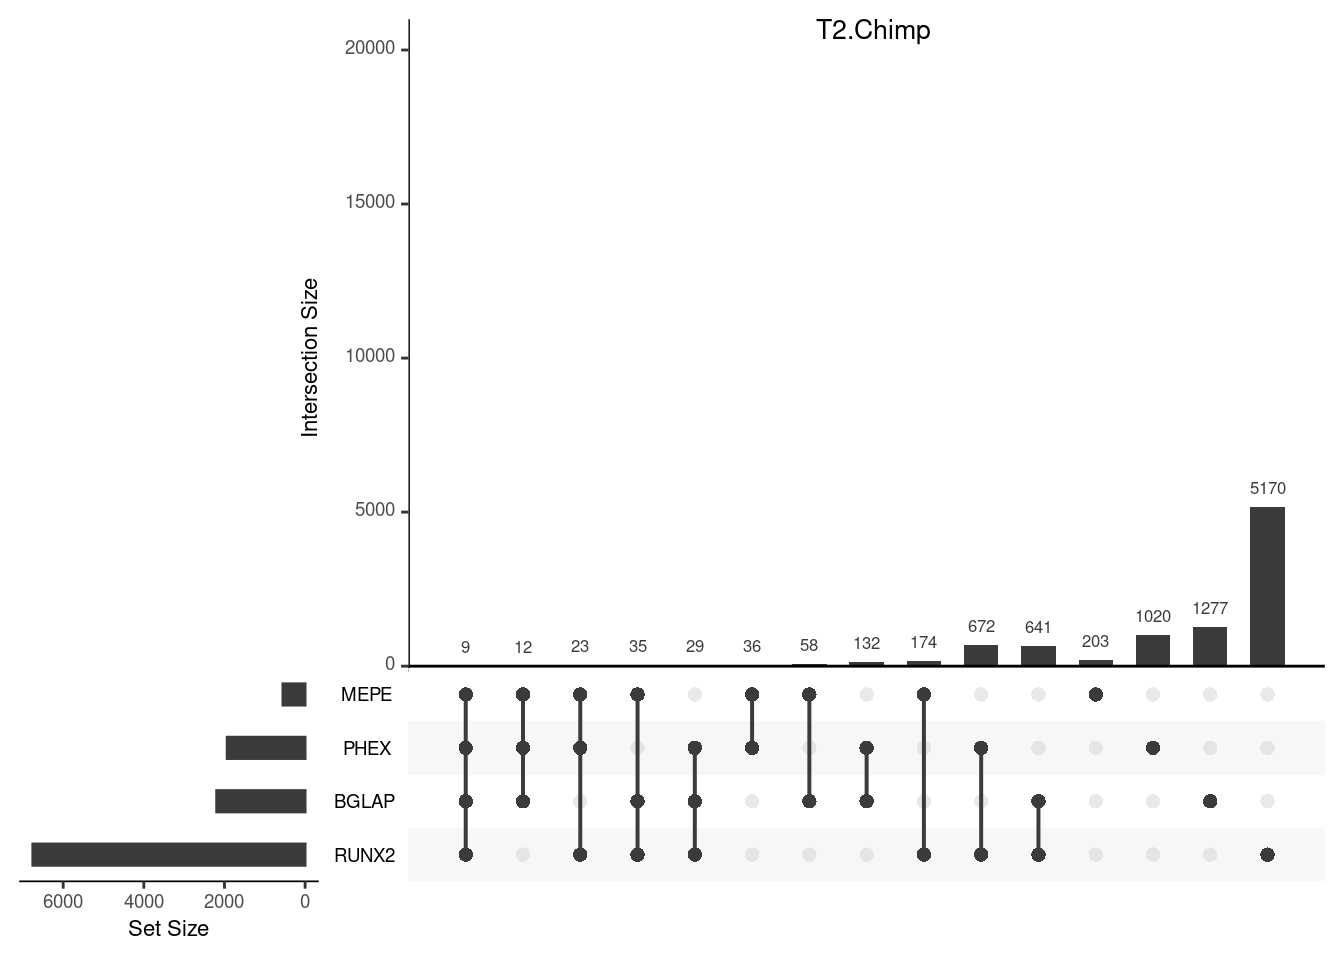 T2.Chimp
20000
15000
10000
5000
0
Intersection Size
9 12 23 35 29 36 58 132 174 672 641 203 1020 1277 5170
MEPE
PHEX
BGLAP
RUNX2
6000 4000 2000 0
Set Size